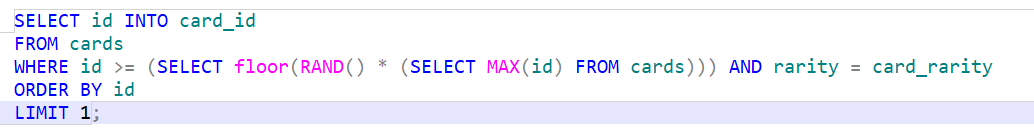 SELECT id INTO card_id
FROM cards
WHERE id >= (SELECT floor(RAND() * (SELECT MAX(id) FROM cards))) AND rarity = card_rarity
ORDER BY id
LIMIT 1;